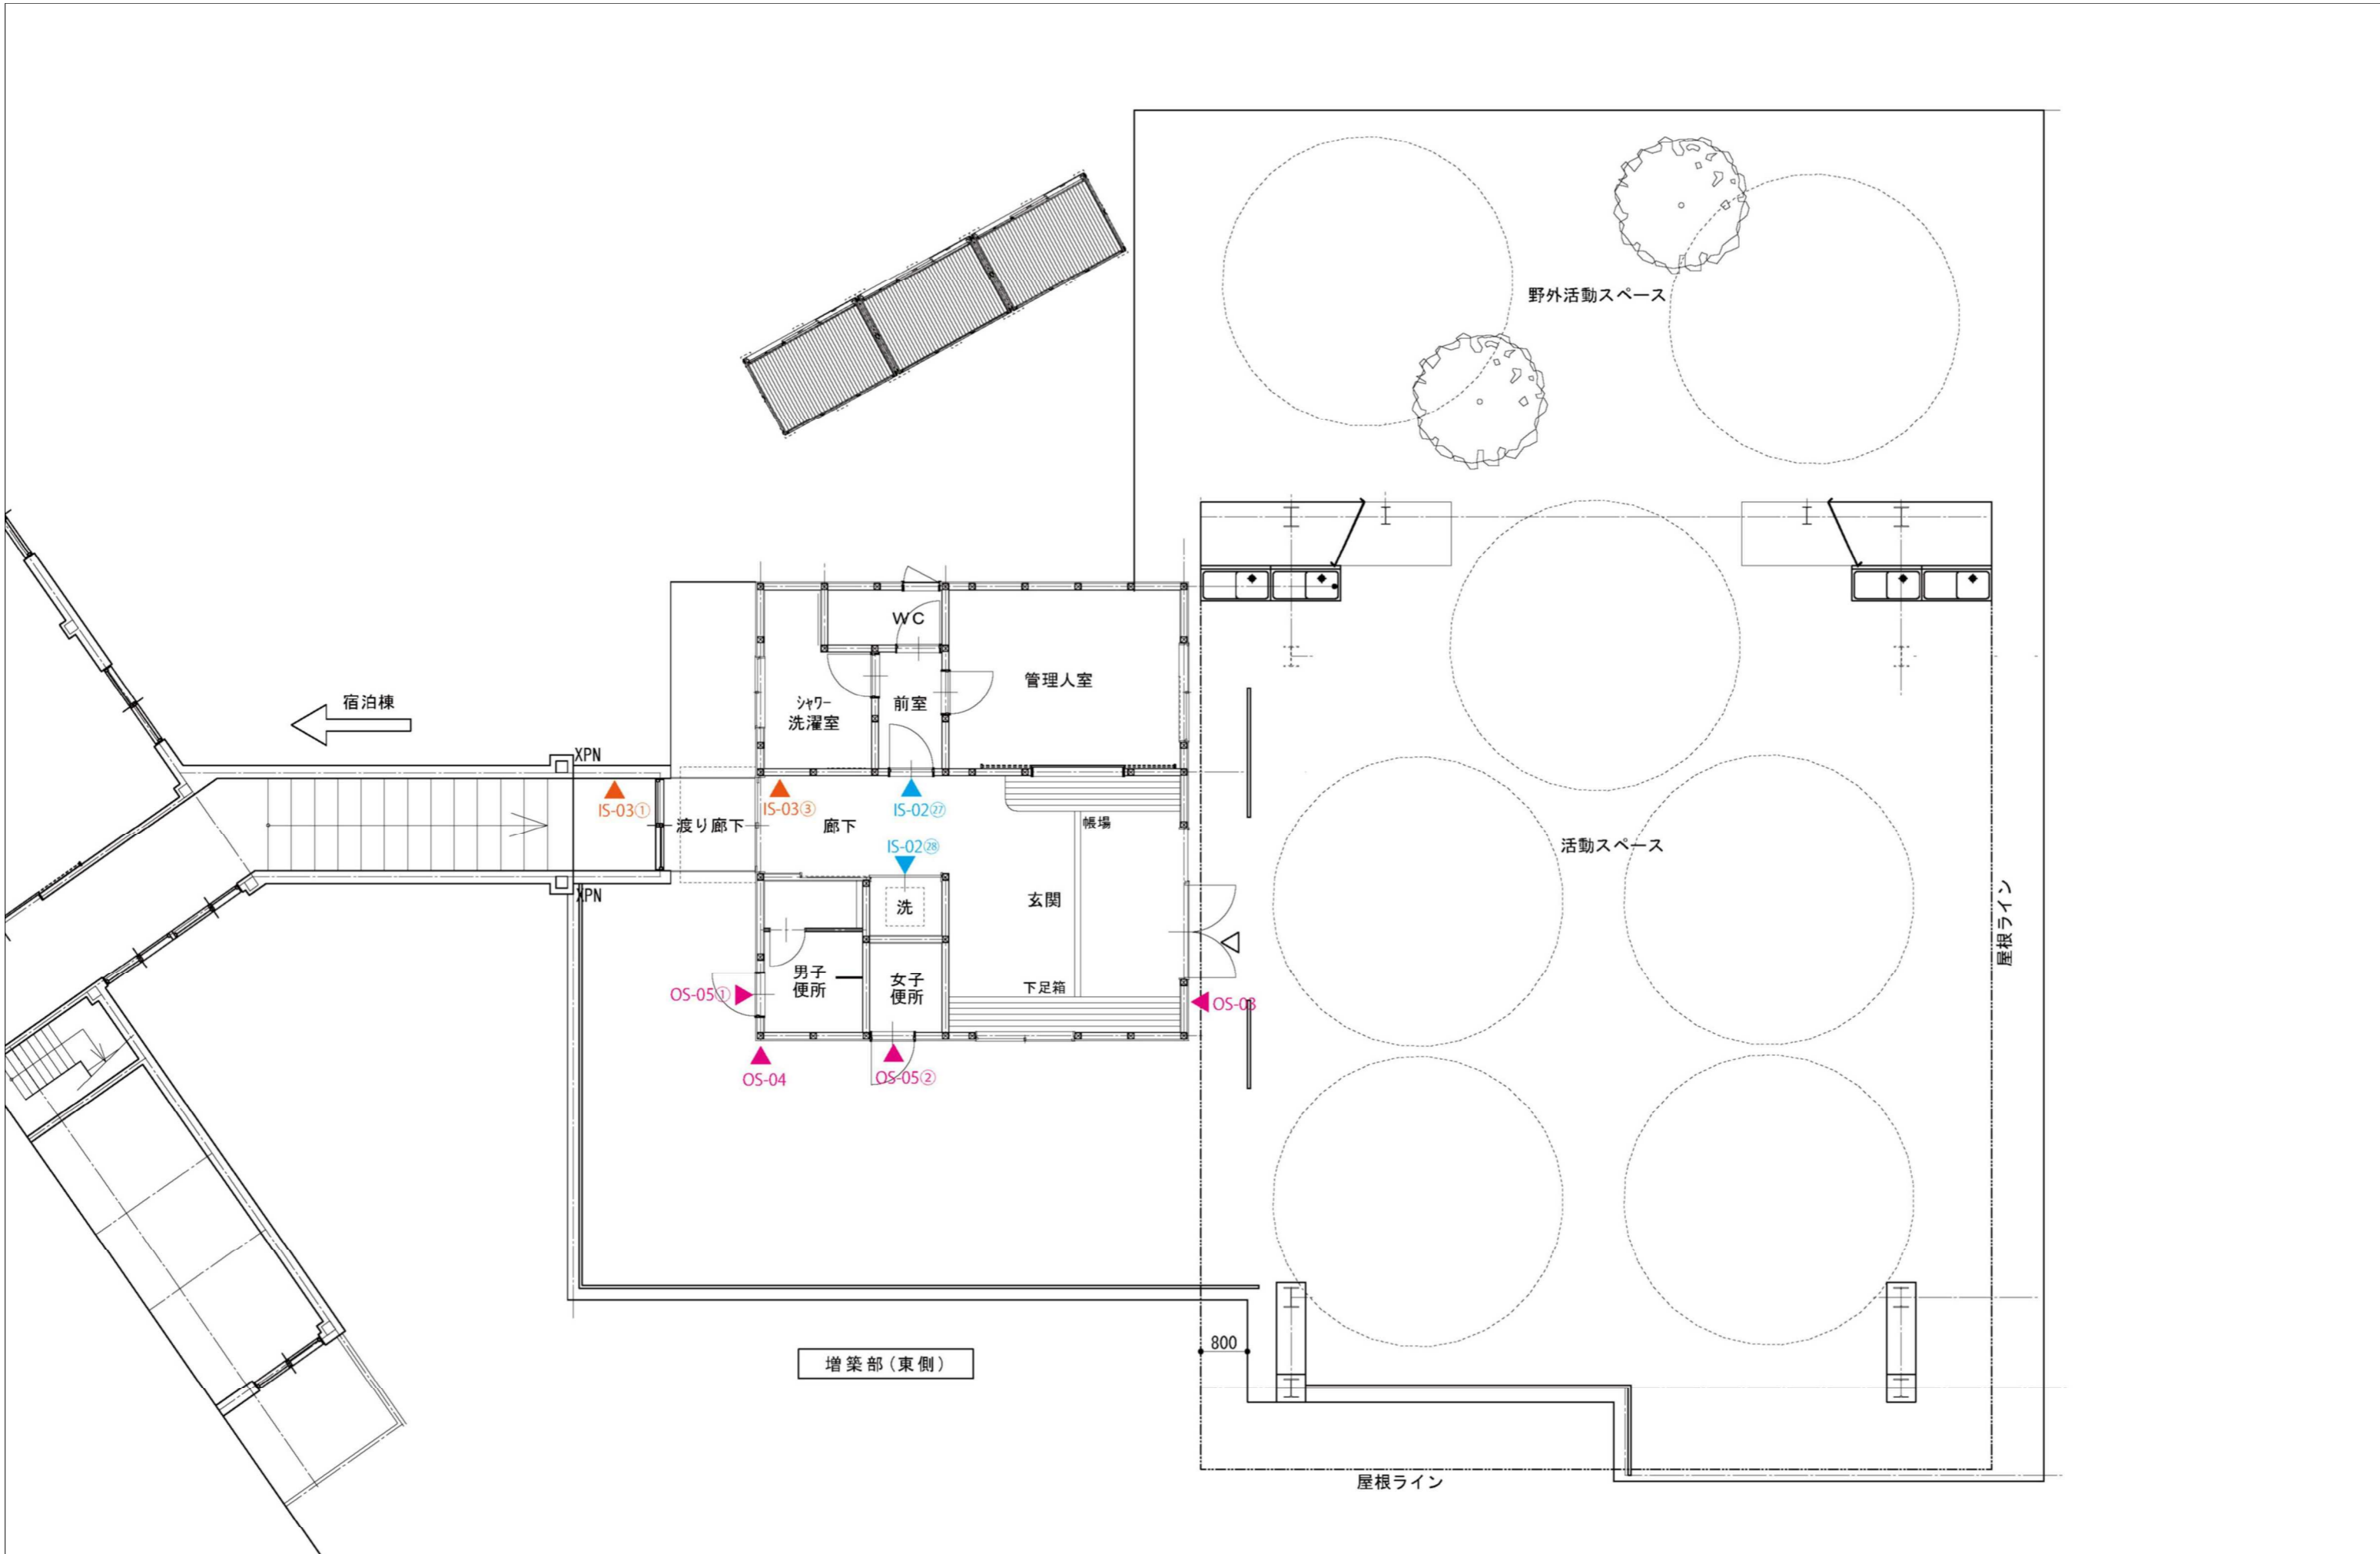 野外活動スペース
WC
管理人室
前室
ｼｬﾜｰ
洗濯室
宿泊棟
XPN
IS-03①
IS-03③
IS-02㉗
渡り廊下
廊下
帳場
IS-02㉘
活動スペース
XPN
洗
玄関
屋根ライン
男子
便所
女子
便所
下足箱
OS-05①
OS-03
OS-04
OS-05②
800
増築部(東側)
屋根ライン